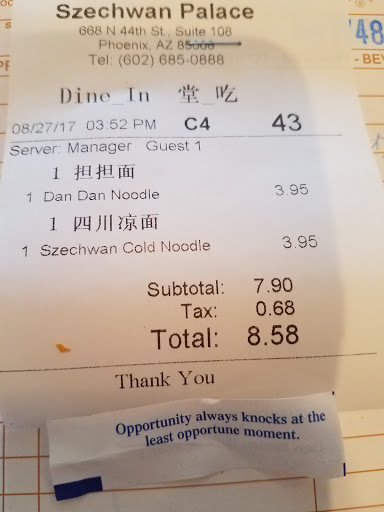 Szechwan Palace
668 N 44th St., Suite 108
Phoenix, AZ 85008
Tel: (602) 685-0888
Dine_In 堂_吃
08/27/17 03:52 PM C4 43
Server: Manager Guest 1
1 担担面
1 Dan Dan Noodle 3.95
1 四川凉面
1 Szechwan Cold Noodle 3.95
Subtotal: 7.90
Tax: 0.68
Total: 8.58
Thank You
Opportunity always knocks at the
least opportune moment.